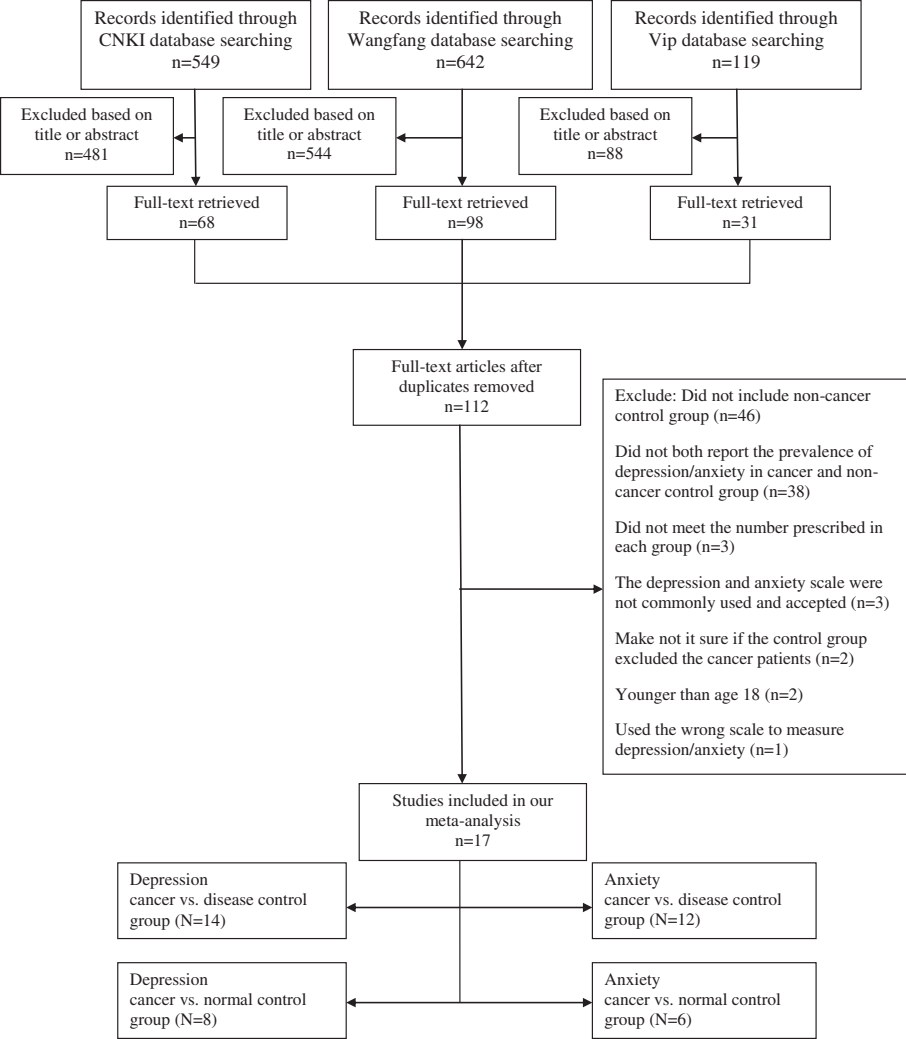 Records identified through
CNKI database searching
n=549
Records identified through
Wangfang database searching
n=642
Records identified through
Vip database searching
n=119
Excluded based on
title or abstract
n=481
Excluded based on
title or abstract
n=544
Excluded based on
title or abstract
n=88
Full-text retrieved
n=68
Full-text retrieved
n=98
Full-text retrieved
n=31
Full-text articles after
duplicates removed
n=112
Exclude: Did not include non-cancer
control group (n=46)
Did not both report the prevalence of
depression/anxiety in cancer and non-
cancer control group (n=38)
Did not meet the number prescribed in
each group (n=3)
The depression and anxiety scale were
not commonly used and accepted (n=3)
Make not it sure if the control group
excluded the cancer patients (n=2)
Younger than age 18 (n=2)
Used the wrong scale to measure
depression/anxiety (n=1)
Studies included in our
meta-analysis
n=17
Depression
cancer vs. disease control
group (N=14)
Anxiety
cancer vs. disease control
group (N=12)
Depression
cancer vs. normal control
group (N=8)
Anxiety
cancer vs. normal control
group (N=6)